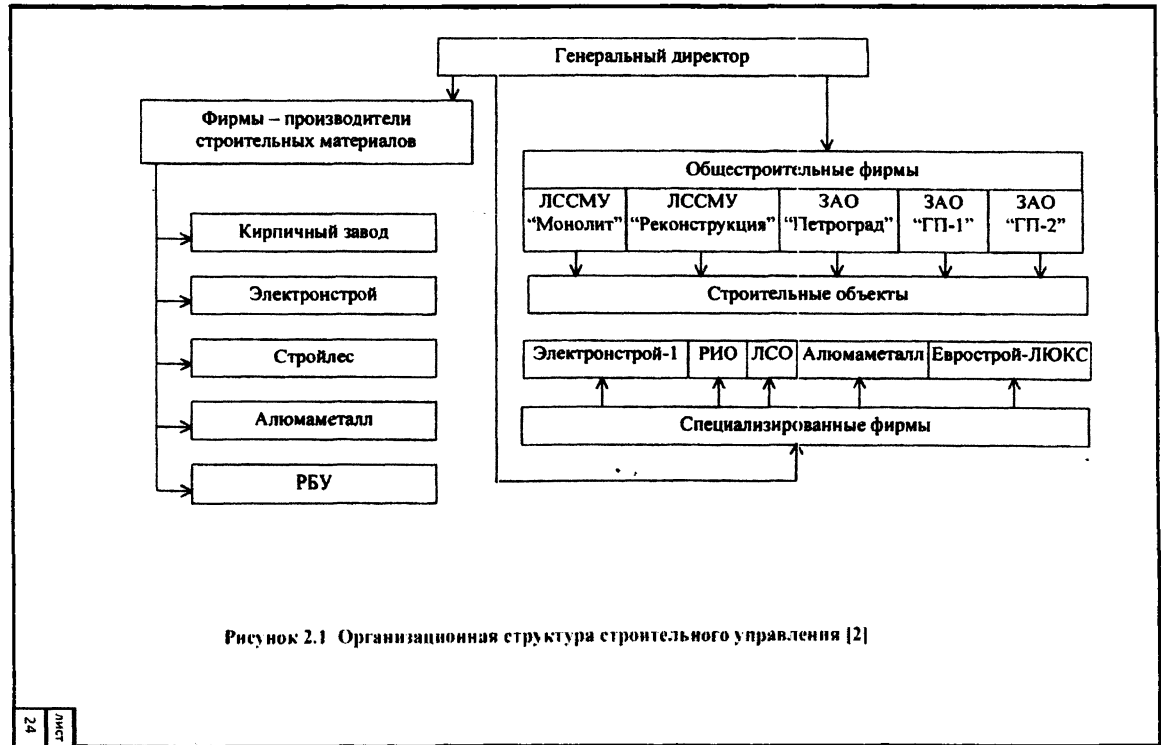 Генеральный директор
Фирмы – производители
строительных материалов
Кирпичный завод
Электронстрой
Стройлес
Алюмаметалл
РБУ
Общестроительные фирмы
ЛССМУ
“Монолит”
ЛССМУ
“Реконструкция”
ЗАО
“Петроград”
ЗАО
“ГП-1”
ЗАО
“ГП-2”
Строительные объекты
Электронстрой-1
РИО
ЛСО
Алюмаметалл
Еврострой-ЛЮКС
Специализированные фирмы
Рисунок 2.1 Организационная структура строительного управления [2]
лист
24